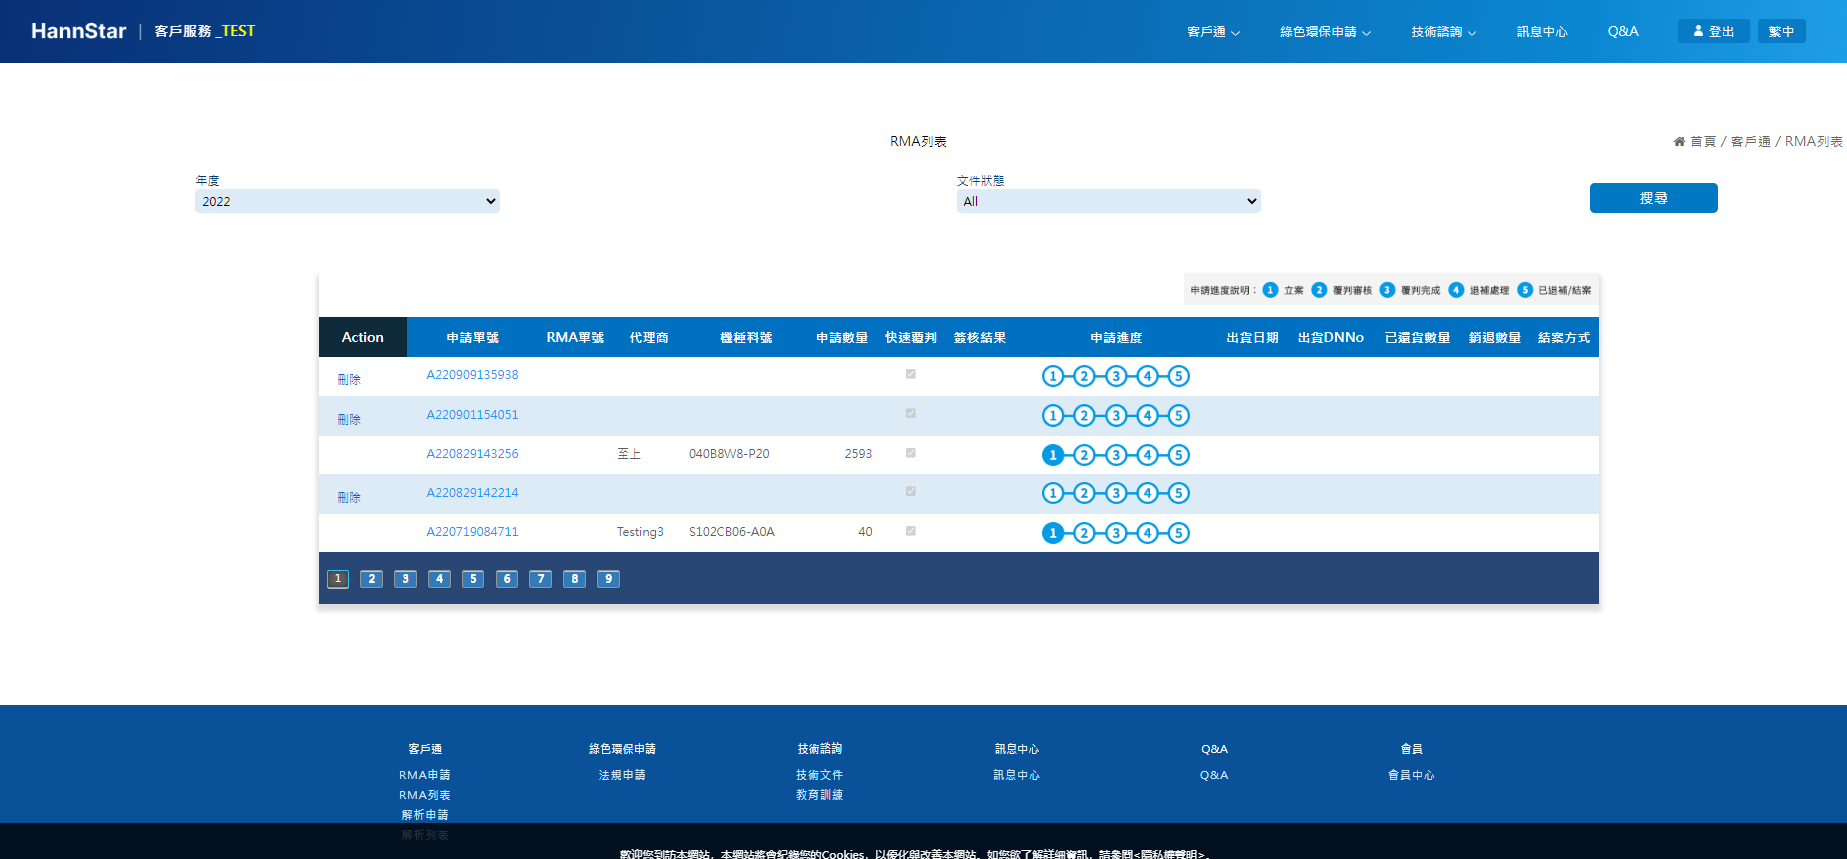 HannStar | 客戶服務 _TEST
客戶通 綠色環保申請 技術諮詢 訊息中心 Q&A 登出 繁中
RMA列表
首頁 / 客戶通 / RMA列表
年度 文件狀態
2022 All 搜尋
申請進度說明： 1 立案 2 覆判審核 3 覆判完成 4 退補處理 5 已退補/結案
Action 申請單號 RMA單號 代理商 機種料號 申請數量 快速覆判 簽核結果 申請進度 出貨日期 出貨DNNo 已還貨數量 銷退數量 結案方式
刪除 A220909135938 1 2 3 4 5
刪除 A220901154051 1 2 3 4 5
A220829143256 至上 040B8W8-P20 2593 1 2 3 4 5
刪除 A220829142214 1 2 3 4 5
A220719084711 Testing3 S102CB06-A0A 40 1 2 3 4 5
1 2 3 4 5 6 7 8 9
客戶通 綠色環保申請 技術諮詢 訊息中心 Q&A 會員
RMA申請 法規申請 技術文件 訊息中心 Q&A 會員中心
RMA列表 教育訓練
解析申請
解析列表
歡迎您到訪本網站，本網站將會紀錄您的Cookies，以優化與改善本網站。如您欲了解詳細資訊，請參閱<隱私權聲明>。